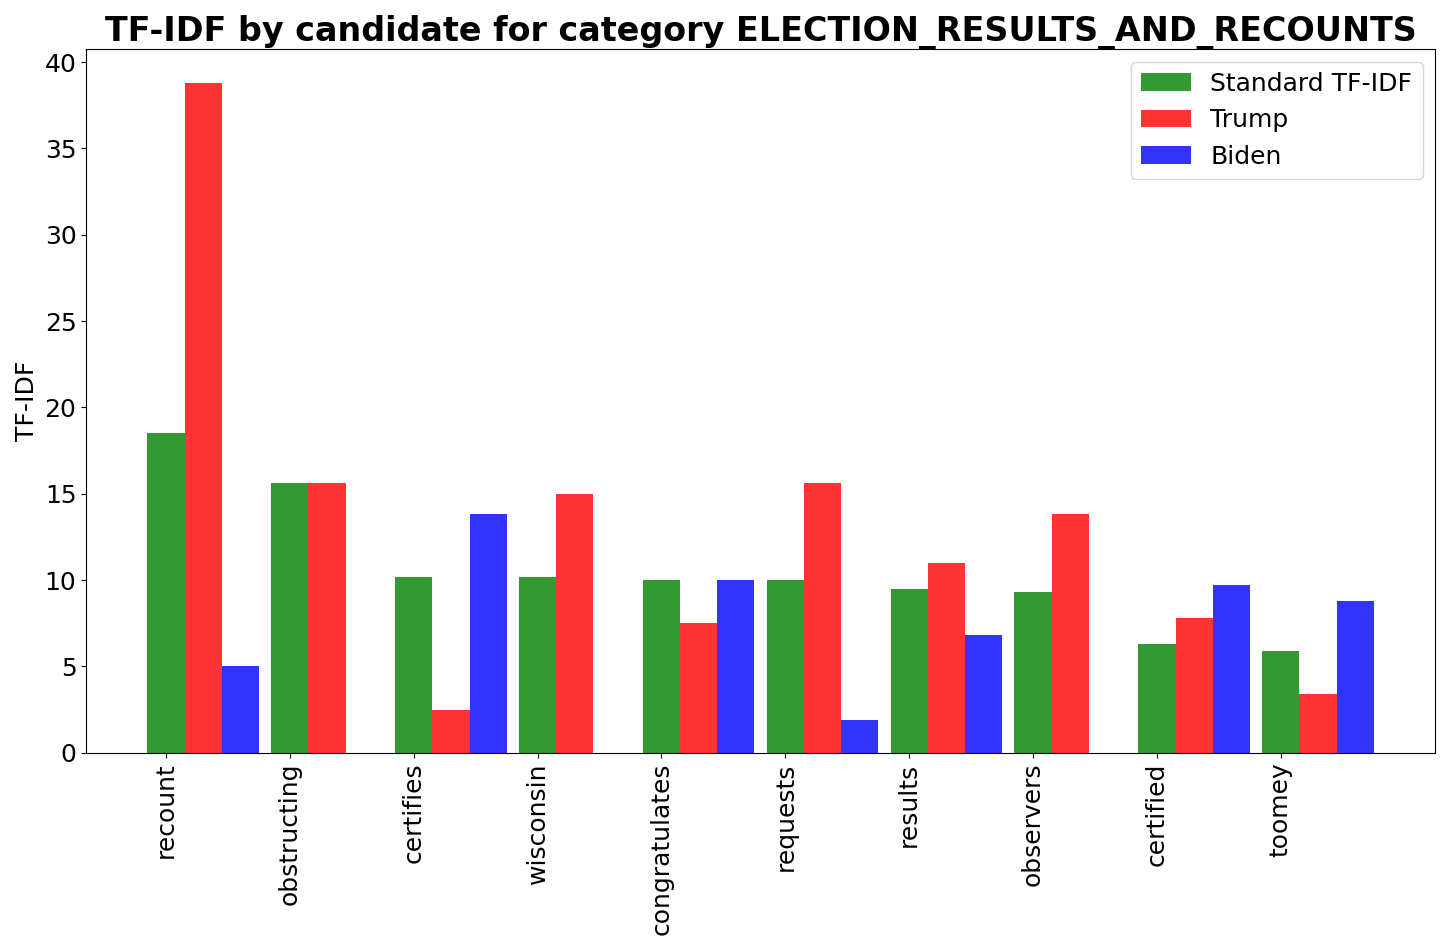 TF-IDF by candidate for category ELECTION_RESULTS_AND_RECOUNTS
40
35
30
25
20
15
10
5
0
TF-IDF
Standard TF-IDF
Trump
Biden
recount
obstructing
certifies
wisconsin
congratulates
requests
results
observers
certified
toomey